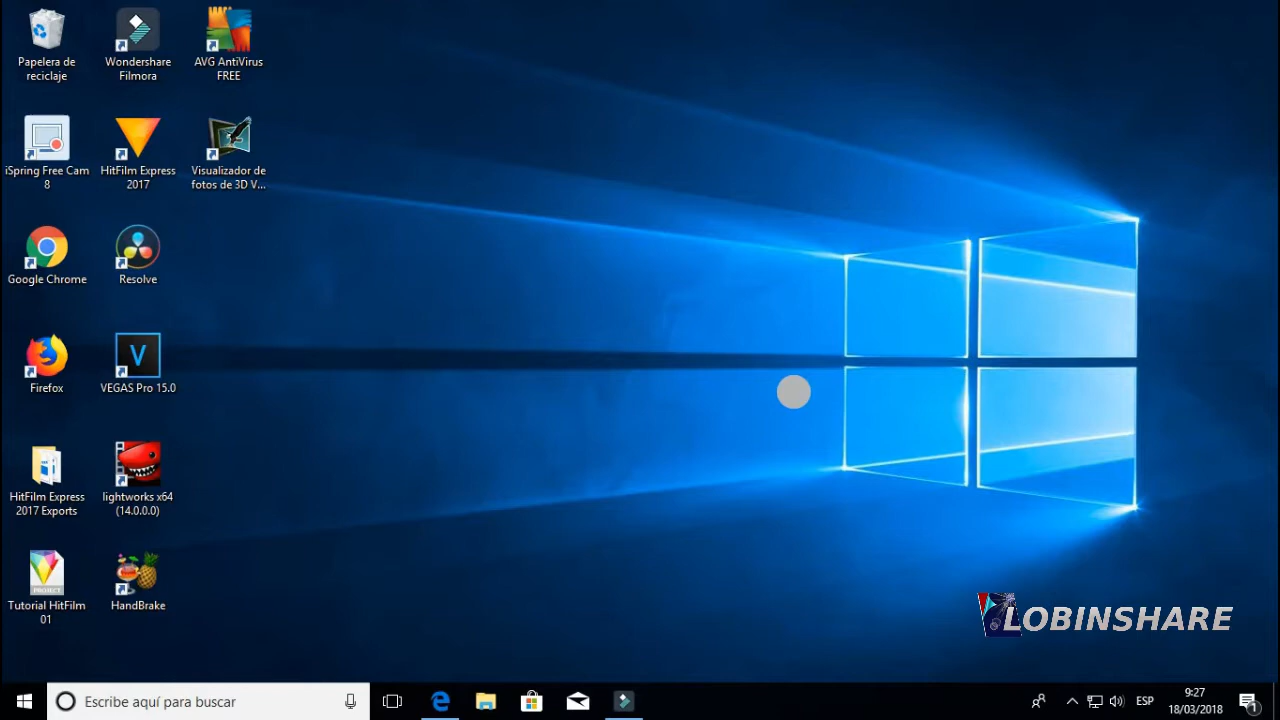 Papelera de
reciclaje
Wondershare
Filmora
AVG AntiVirus
FREE
iSpring Free Cam
8
HitFilm Express
2017
Visualizador de
fotos de 3D V...
Google Chrome
Resolve
Firefox
V
VEGAS Pro 15.0
HitFilm Express
2017 Exports
lightworks x64
(14.0.0.0)
PROJECT
Tutorial HitFilm
01
HandBrake
LOBINSHARE
Escribe aquí para buscar
ESP
9:27
18/03/2018
1